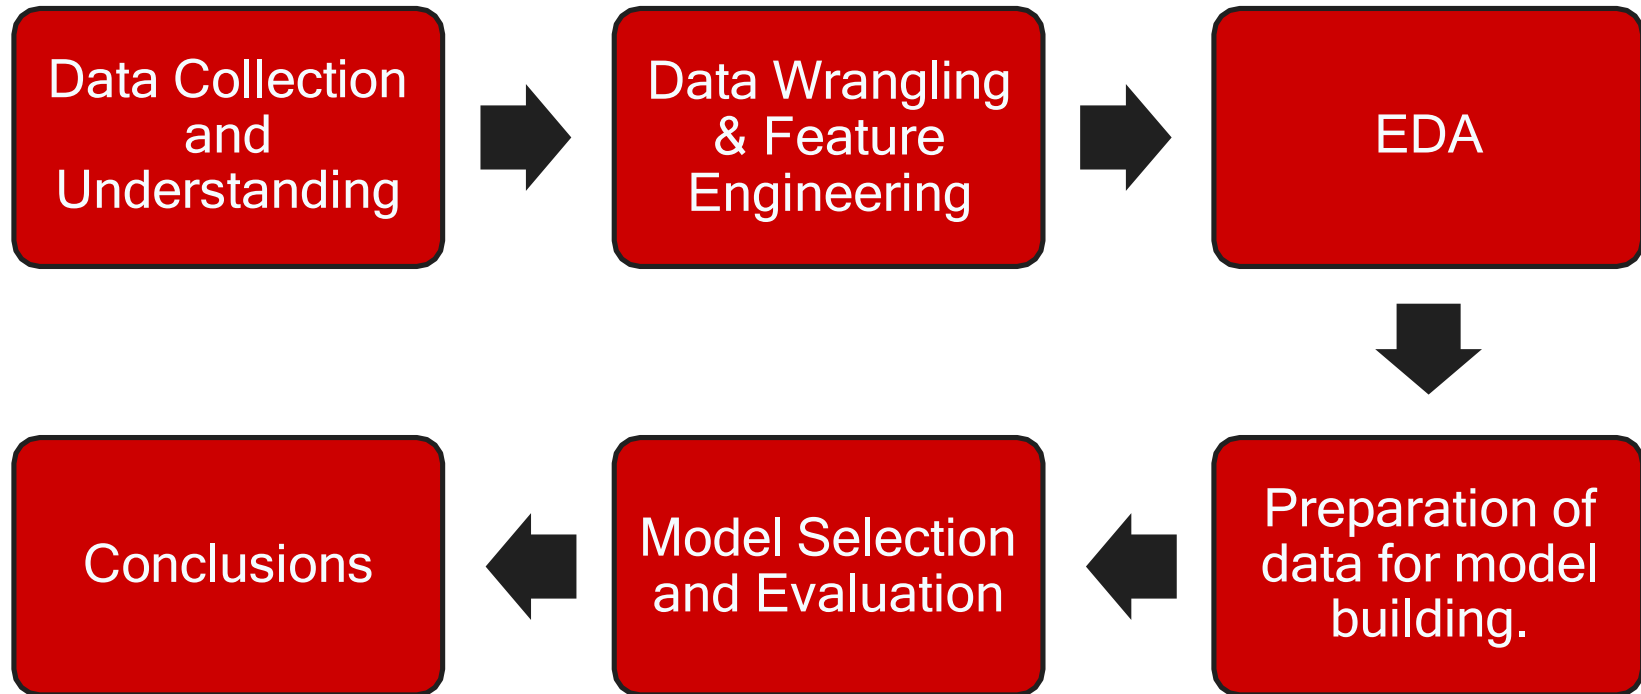 Data Collection
and
Understanding
Data Wrangling
& Feature
Engineering
EDA
Preparation of
data for model
building.
Model Selection
and Evaluation
Conclusions